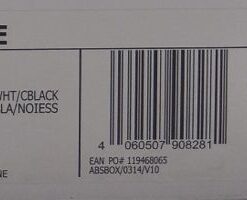 E
WHT/CBLACK
LA/NOIESS
4 060507 908281
EAN PO# 119468065
ABSBOX/0314/V10
NE